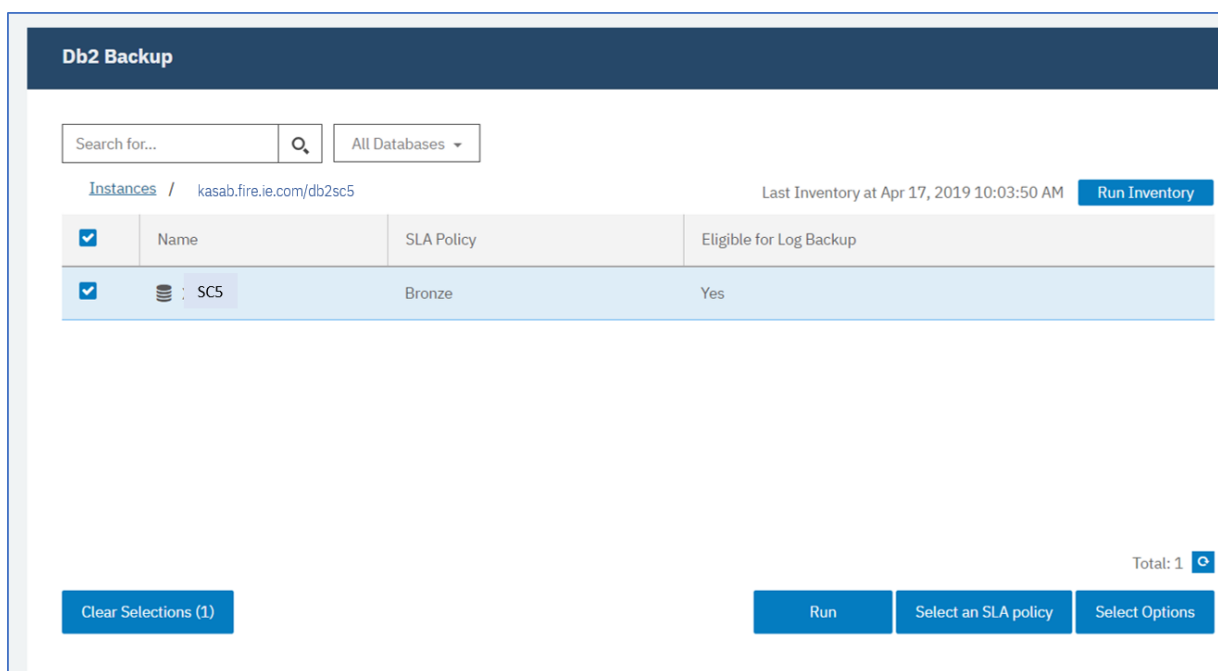 Db2 Backup
Search for... All Databases
Instances / kasab.fire.ie.com/db2sc5 Last Inventory at Apr 17, 2019 10:03:50 AM Run Inventory
Name SLA Policy Eligible for Log Backup
SC5 Bronze Yes
Total: 1
Clear Selections (1) Run Select an SLA policy Select Options